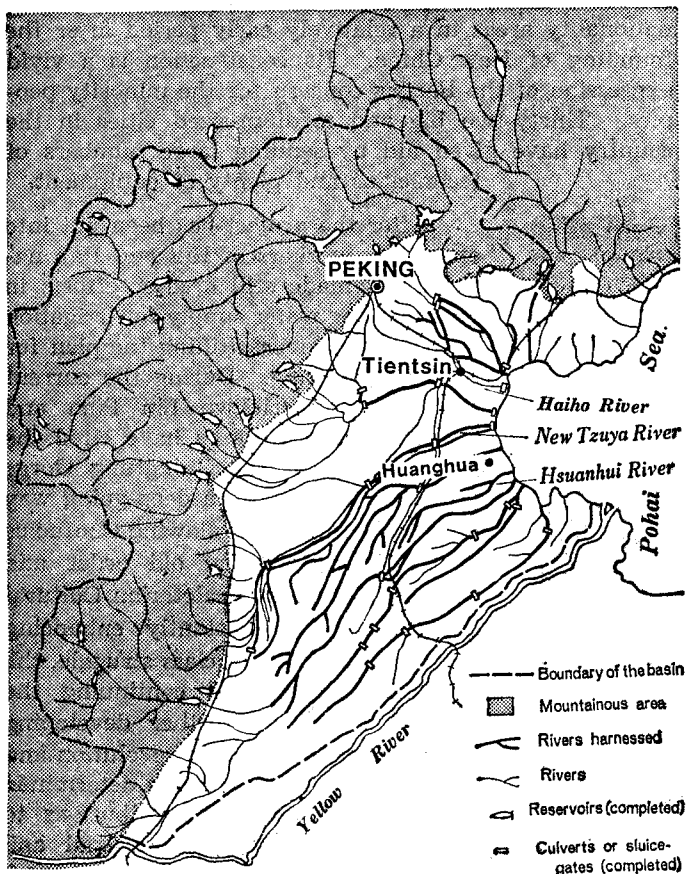 PEKING
Tientsin
Sea.
Haiho River
New Tzuya River
Huanghua
Hsuanhui River
Pohai
Boundary of the basin
Mountainous area
Rivers harnessed
Rivers
Yellow River
Reservoirs (completed)
Culverts or sluice-
gates (completed)